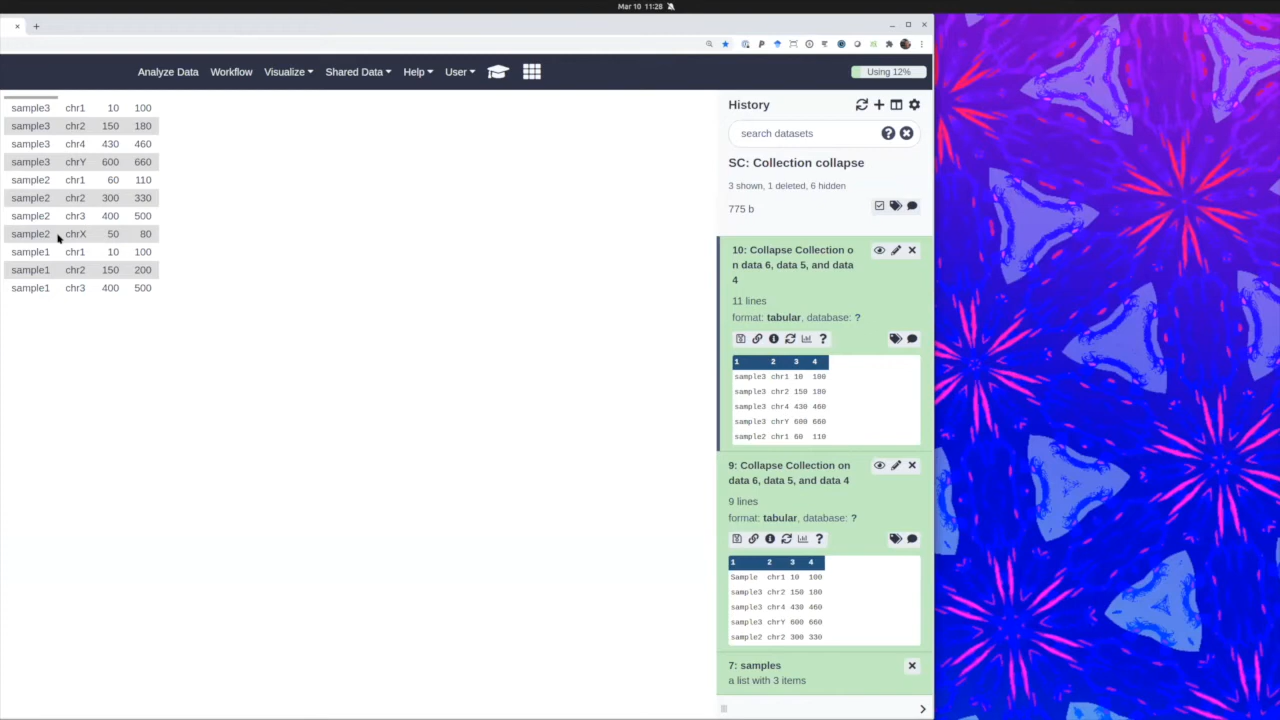 Mar 10 11:28
Analyze Data Workflow Visualize Shared Data Help User Using 12%
sample3 chr1 10 100
sample3 chr2 150 180
sample3 chr4 430 460
sample3 chrY 600 660
sample2 chr1 60 110
sample2 chr2 300 330
sample2 chr3 400 500
sample2 chrX 50 80
sample1 chr1 10 100
sample1 chr2 150 200
sample1 chr3 400 500
History
search datasets
SC: Collection collapse
3 shown, 1 deleted, 6 hidden
775 b
10: Collapse Collection o
n data 6, data 5, and data
4
11 lines
format: tabular, database: ?
1 2 3 4
sample3 chr1 10 100
sample3 chr2 150 180
sample3 chr4 430 460
sample3 chrY 600 660
sample2 chr1 60 110
9: Collapse Collection on
data 6, data 5, and data 4
9 lines
format: tabular, database: ?
1 2 3 4
Sample chr1 10 100
sample3 chr2 150 180
sample3 chr4 430 460
sample3 chrY 600 660
sample2 chr2 300 330
7: samples
a list with 3 items